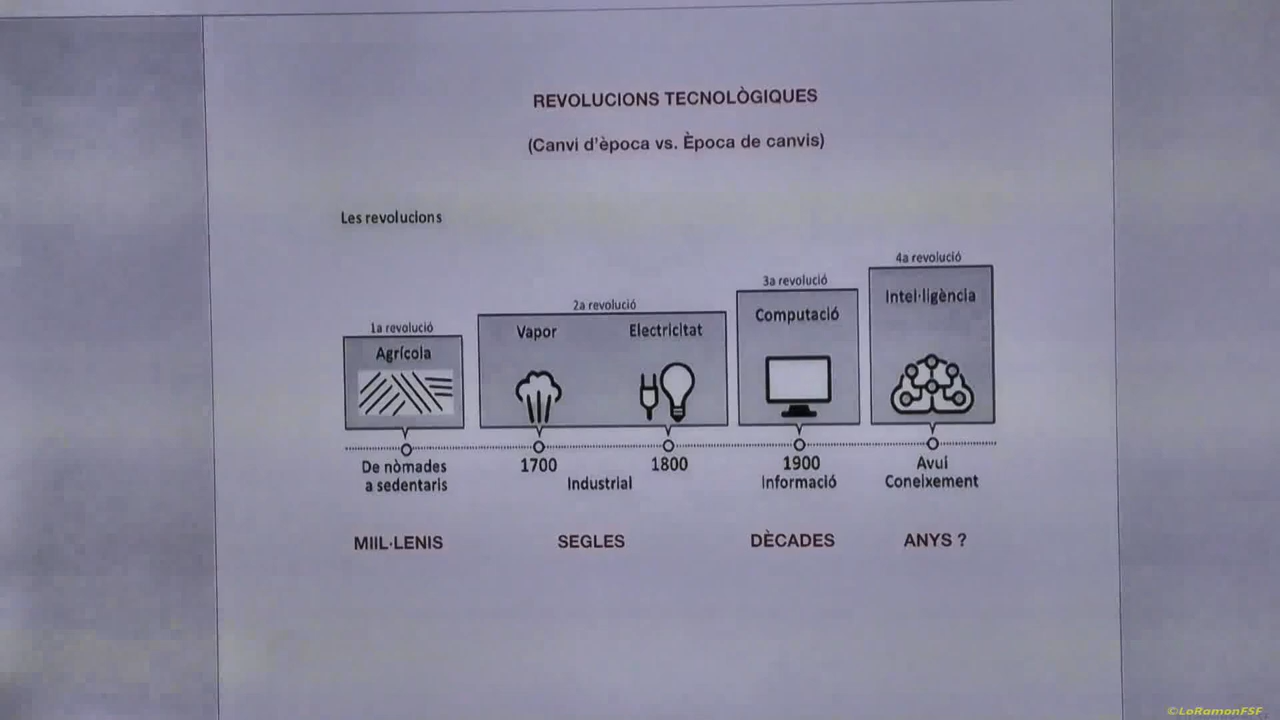 REVOLUCIONS TECNOLÒGIQUES
(Canvi d'època vs. Època de canvis)
Les revolucions
1a revolució
Agrícola
2a revolució
Vapor
Electricitat
3a revolució
Computació
4a revolució
Intel·ligència
De nòmades
a sedentaris
1700
1800
Industrial
1900
Informació
Avui
Coneixement
MIIL·LENIS
SEGLES
DÈCADES
ANYS ?
©LoRamonFSF